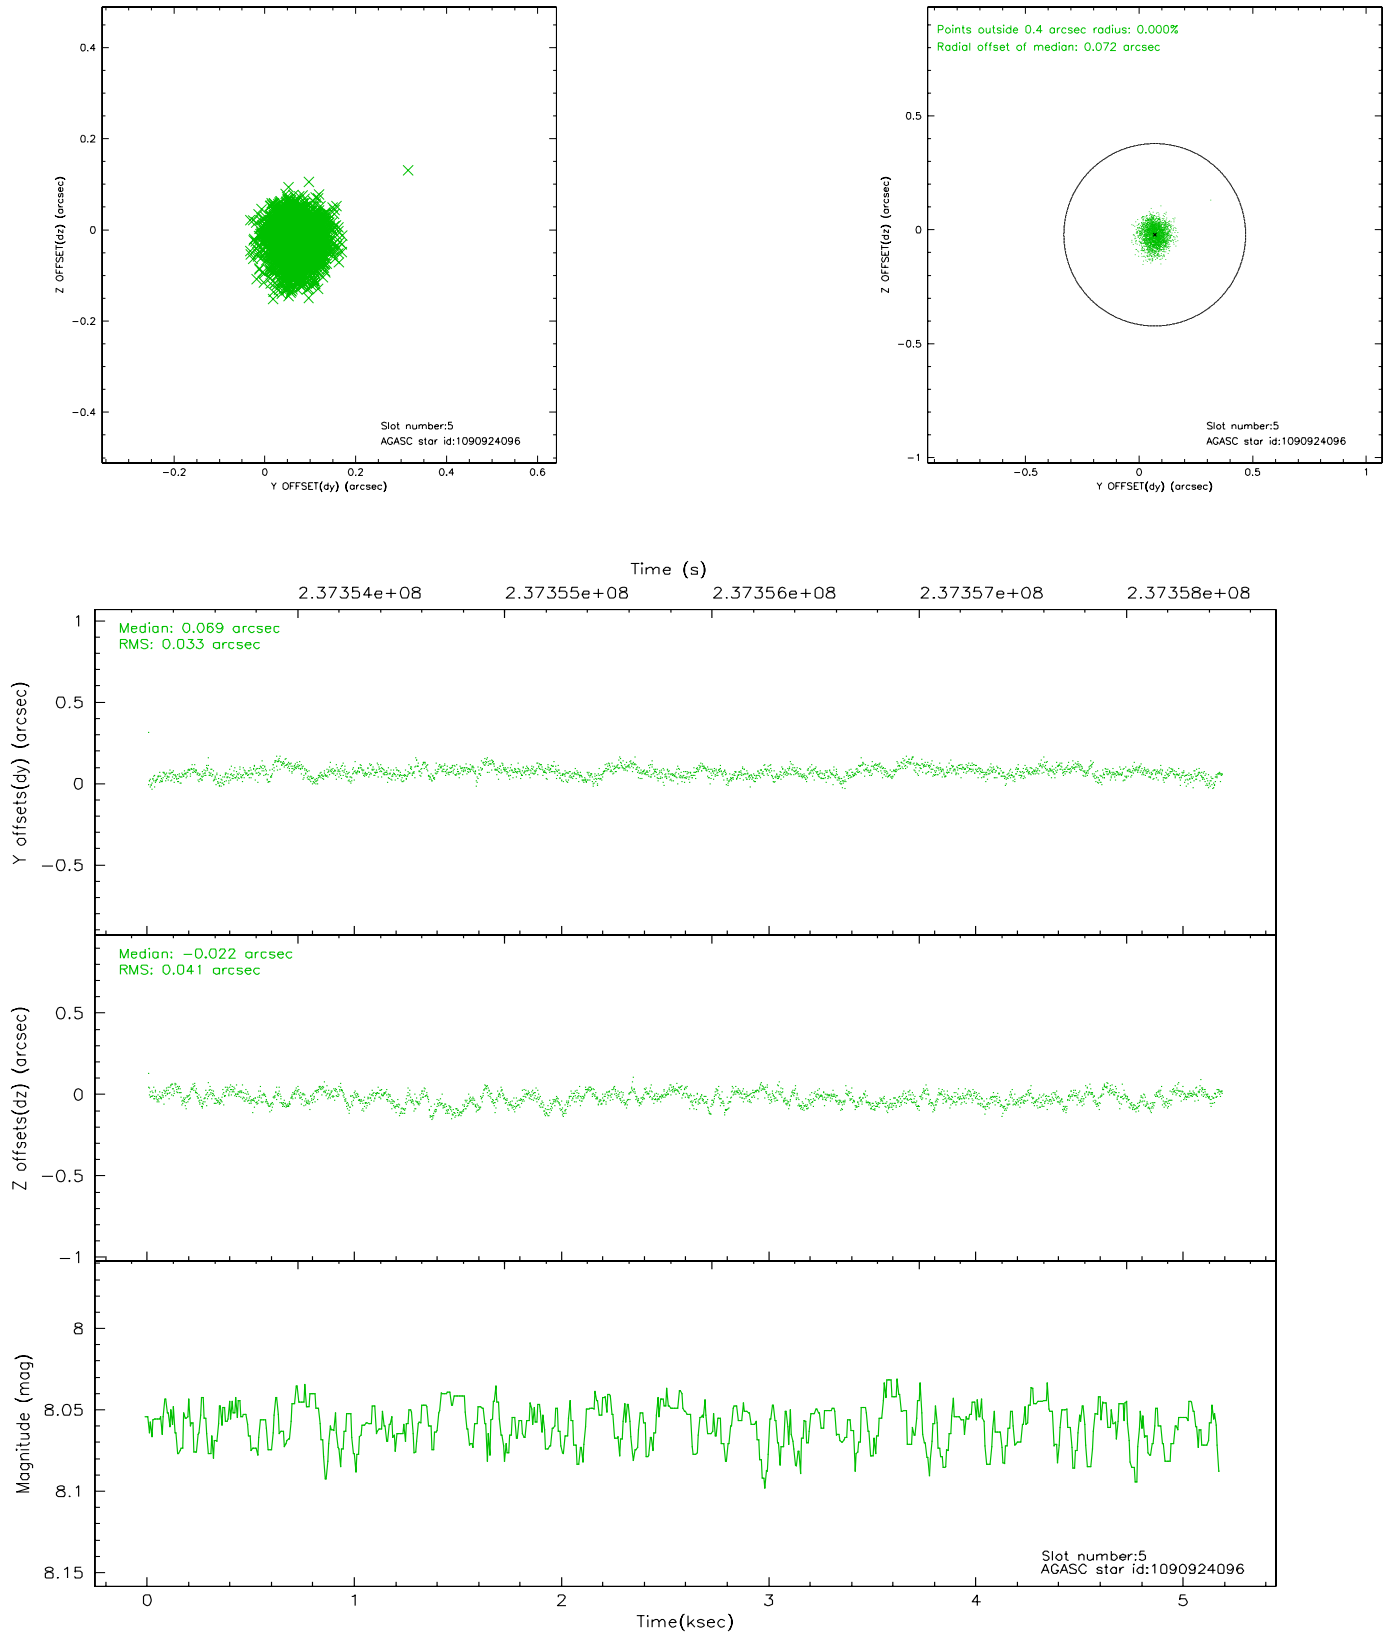 0.4
0.2
0
-0.2
-0.4
Z OFFSET(dz) (arcsec)
Slot number:5
AGASC star id:1090924096
-0.2 0 0.2 0.4 0.6
Y OFFSET(dy) (arcsec)
Points outside 0.4 arcsec radius: 0.000%
Radial offset of median: 0.072 arcsec
0.5
0
-0.5
-1
Z OFFSET(dz) (arcsec)
Slot number:5
AGASC star id:1090924096
-0.5 0 0.5 1
Y OFFSET(dy) (arcsec)
Time (s)
2.37354e+08 2.37355e+08 2.37356e+08 2.37357e+08 2.37358e+08
Median: 0.069 arcsec
RMS: 0.033 arcsec
1
0.5
0
-0.5
Y offsets(dy) (arcsec)
Median: -0.022 arcsec
RMS: 0.041 arcsec
0.5
0
-0.5
-1
Z offsets(dz) (arcsec)
8
8.05
8.1
8.15
Magnitude (mag)
Slot number:5
AGASC star id:1090924096
0 1 2 3 4 5
Time(ksec)